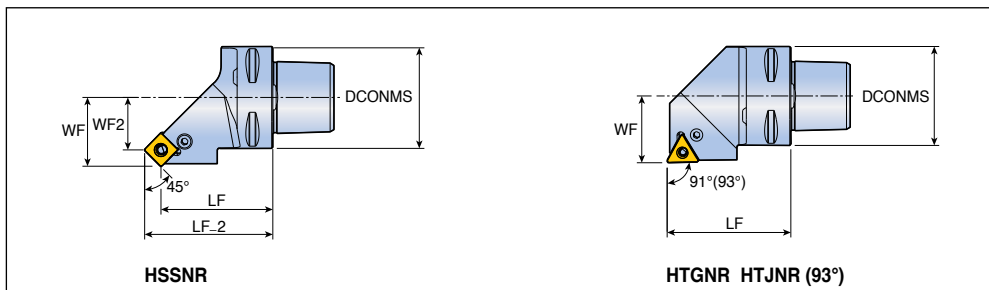 WF
WF2
DCONMS
45°
LF
LF_2
HSSNR
WF
DCONMS
91°(93°)
LF
HTGNR HTJNR (93°)